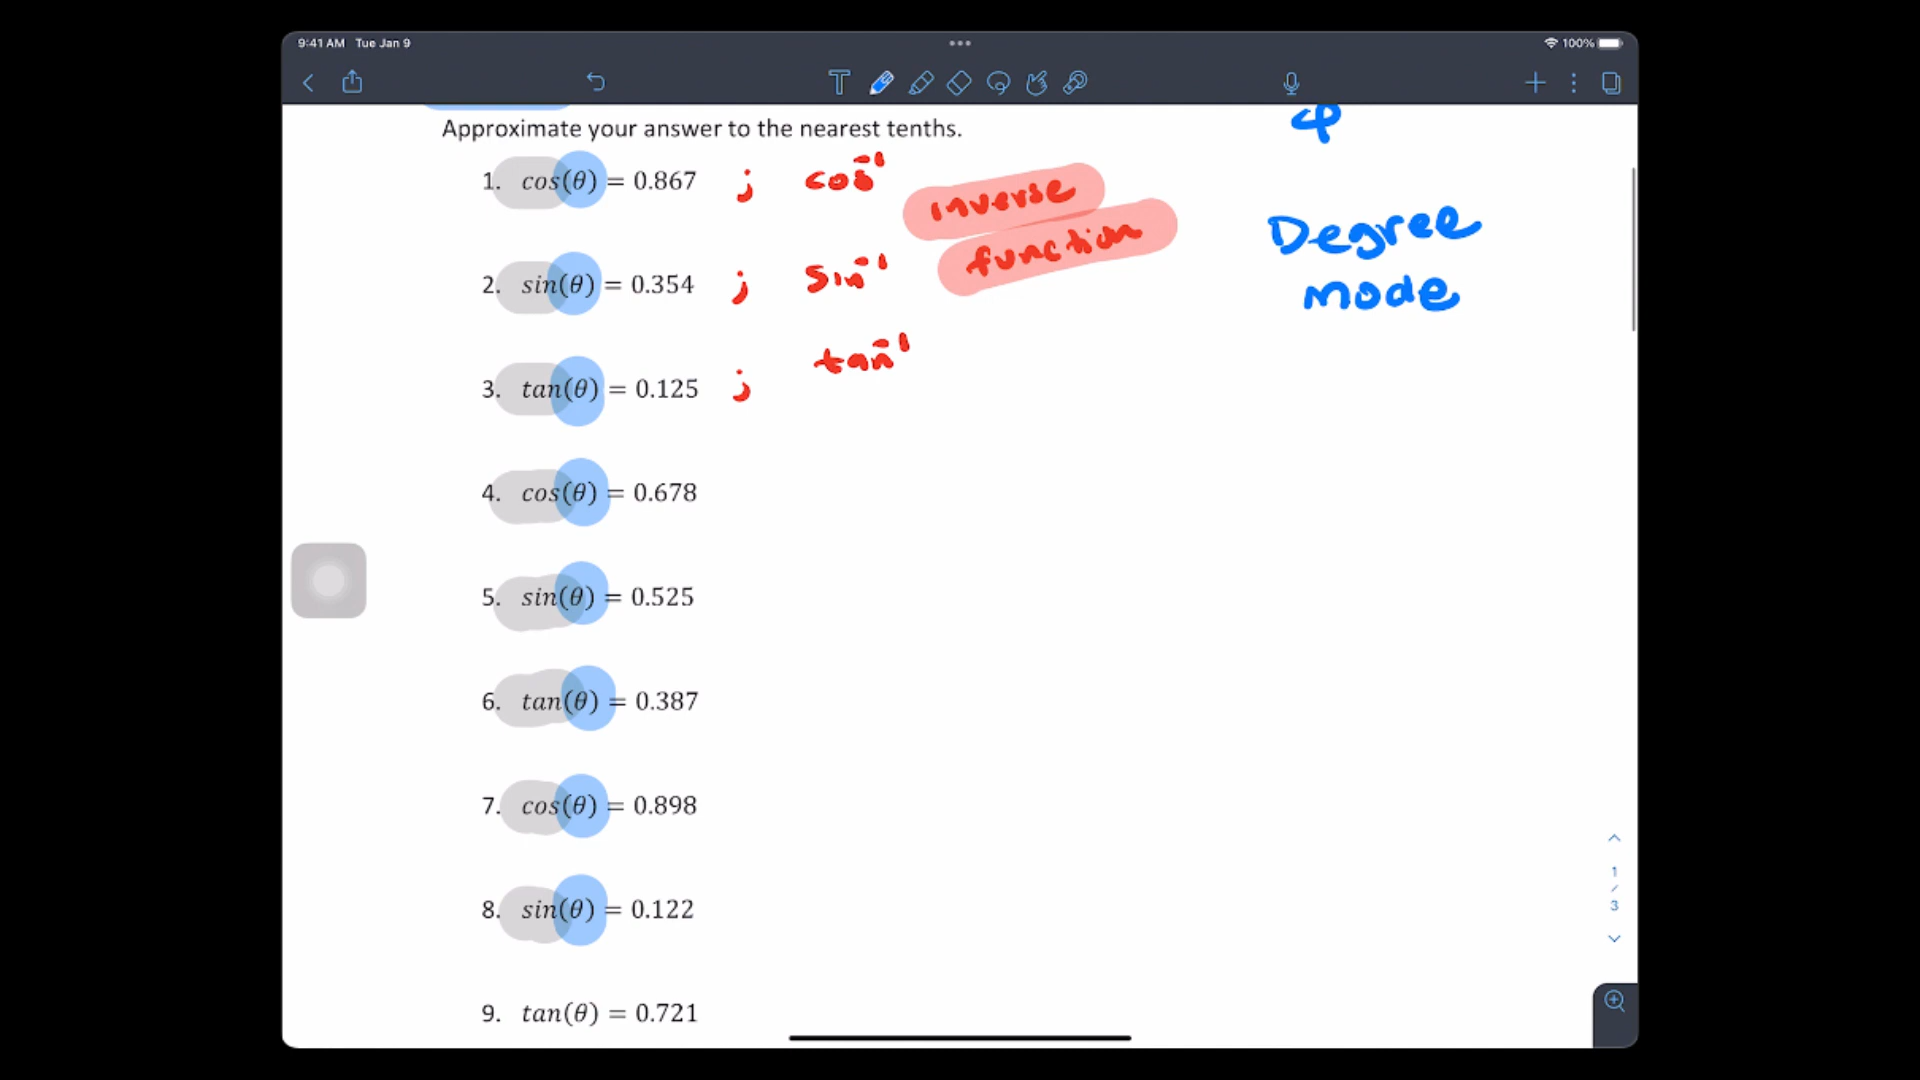 9:41 AM Tue Jan 9
100%
Approximate your answer to the nearest tenths.
φ
1. cos(θ) = 0.867 ; cos⁻¹
inverse
function
Degree
mode
2. sin(θ) = 0.354 ; sin⁻¹
3. tan(θ) = 0.125 ; tan⁻¹
4. cos(θ) = 0.678
5. sin(θ) = 0.525
6. tan(θ) = 0.387
7. cos(θ) = 0.898
8. sin(θ) = 0.122
9. tan(θ) = 0.721
1
/
3